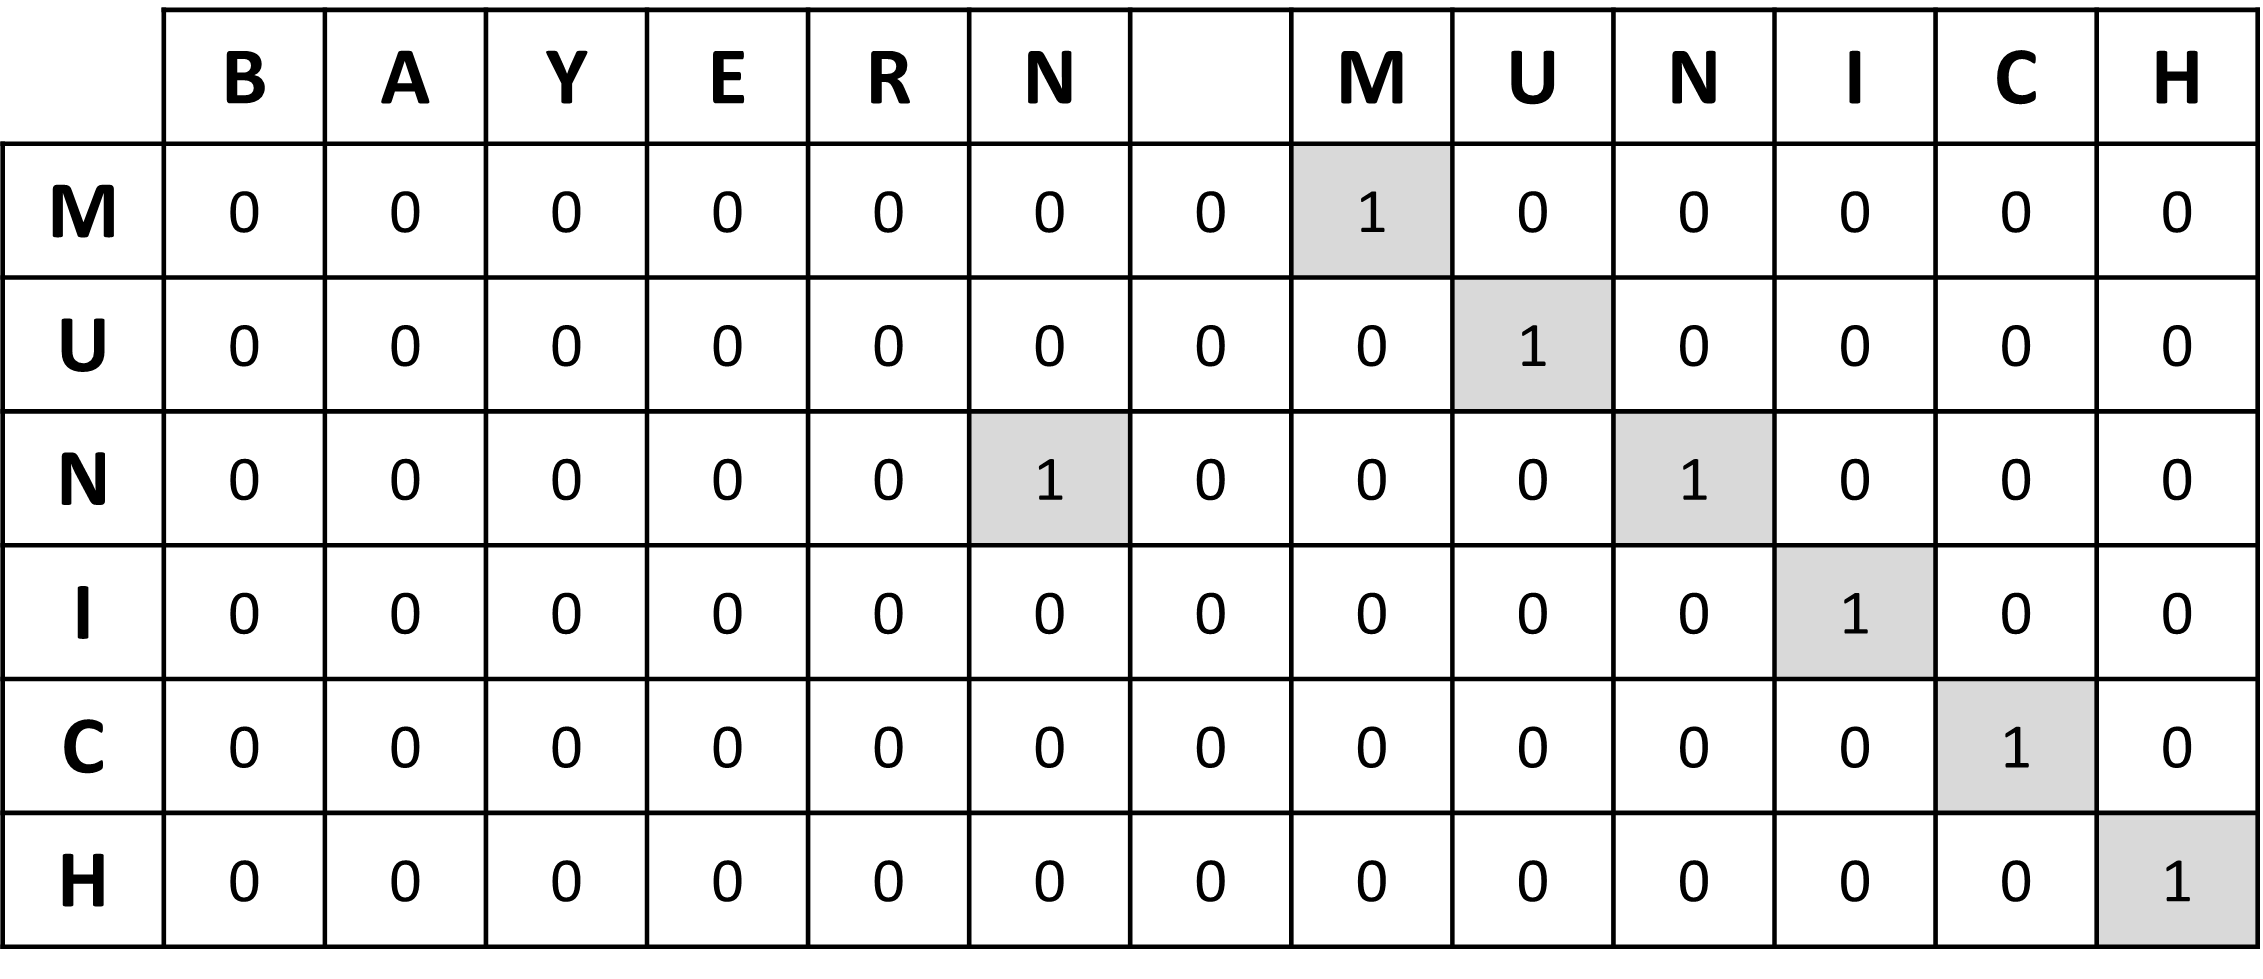 B A Y E R N M U N I C H
M 0 0 0 0 0 0 0 1 0 0 0 0 0
U 0 0 0 0 0 0 0 0 1 0 0 0 0
N 0 0 0 0 0 1 0 0 0 1 0 0 0
I 0 0 0 0 0 0 0 0 0 0 1 0 0
C 0 0 0 0 0 0 0 0 0 0 0 1 0
H 0 0 0 0 0 0 0 0 0 0 0 0 1